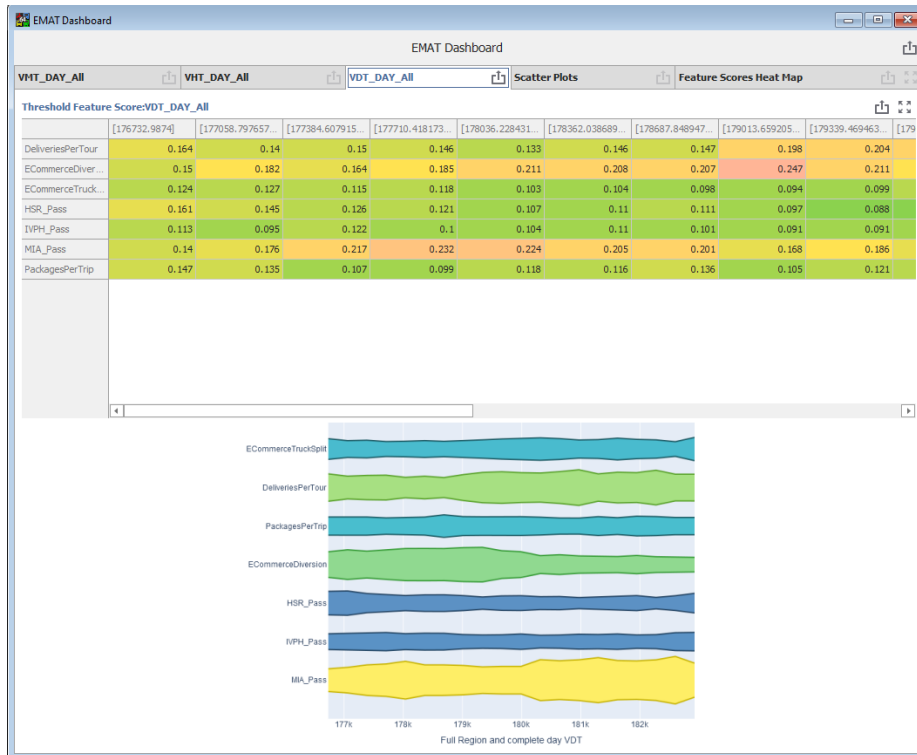 EMAT Dashboard
EMAT Dashboard
VMT_DAY_All VHT_DAY_All VDT_DAY_All Scatter Plots Feature Scores Heat Map
Threshold Feature Score:VDT_DAY_All
[176732.9874] [177058.797657... [177384.607915... [177710.418173... [178036.228431... [178362.038689... [178687.848947... [179013.659205... [179339.469463... [179
DeliveriesPerTour 0.164 0.14 0.15 0.146 0.133 0.146 0.147 0.198 0.204
ECommerceDiver... 0.15 0.182 0.164 0.185 0.211 0.208 0.207 0.247 0.211
ECommerceTruck... 0.124 0.127 0.115 0.118 0.103 0.104 0.098 0.094 0.099
HSR_Pass 0.161 0.145 0.126 0.121 0.107 0.11 0.111 0.097 0.088
IVPH_Pass 0.113 0.095 0.122 0.1 0.104 0.11 0.101 0.091 0.091
MIA_Pass 0.14 0.176 0.217 0.232 0.224 0.205 0.201 0.168 0.186
PackagesPerTrip 0.147 0.135 0.107 0.099 0.118 0.116 0.136 0.105 0.121
ECommerceTruckSplit
DeliveriesPerTour
PackagesPerTrip
ECommerceDiversion
HSR_Pass
IVPH_Pass
MIA_Pass
177k 178k 179k 180k 181k 182k
Full Region and complete day VDT